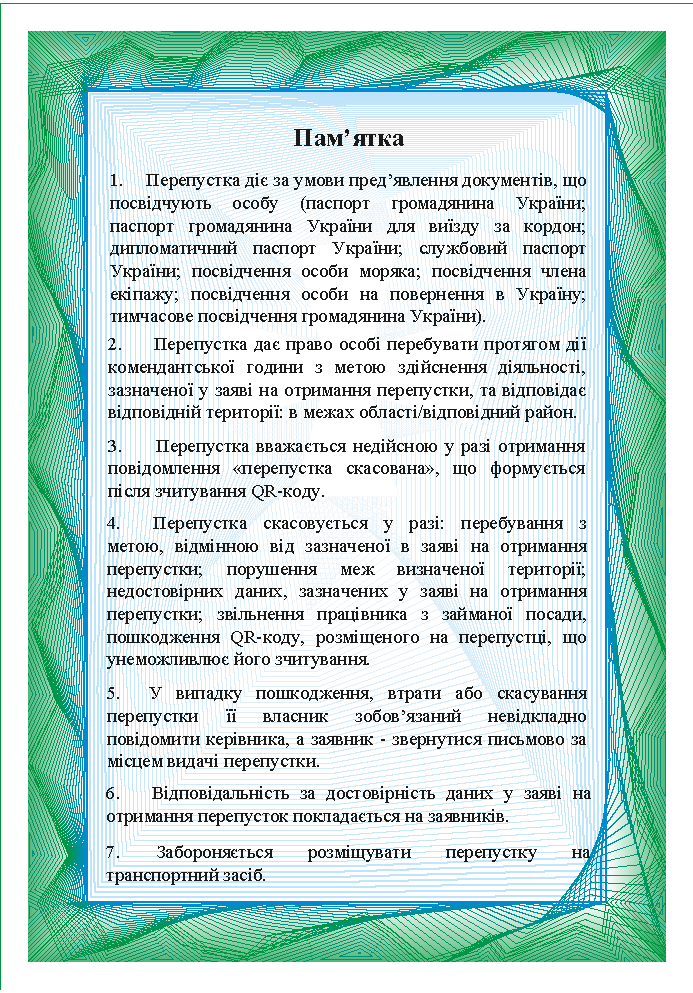 Пам’ятка
1. Перепустка діє за умови пред’явлення документів, що
посвідчують особу (паспорт громадянина України;
паспорт громадянина України для виїзду за кордон;
дипломатичний паспорт України; службовий паспорт
України; посвідчення особи моряка; посвідчення члена
екіпажу; посвідчення особи на повернення в Україну;
тимчасове посвідчення громадянина України).
2. Перепустка дає право особі перебувати протягом дії
комендантської години з метою здійснення діяльності,
зазначеної у заяві на отримання перепустки, та відповідає
відповідній території: в межах області/відповідний район.
3. Перепустка вважається недійсною у разі отримання
повідомлення «перепустка скасована», що формується
після зчитування QR-коду.
4. Перепустка скасовується у разі: перебування з
метою, відмінною від зазначеної в заяві на отримання
перепустки; порушення меж визначеної території;
недостовірних даних, зазначених у заяві на отримання
перепустки; звільнення працівника з займаної посади,
пошкодження QR-коду, розміщеного на перепустці, що
унеможливлює його зчитування.
5. У випадку пошкодження, втрати або скасування
перепустки її власник зобов’язаний невідкладно
повідомити керівника, а заявник - звернутися письмово за
місцем видачі перепустки.
6. Відповідальність за достовірність даних у заяві на
отримання перепусток покладається на заявників.
7. Забороняється розміщувати перепустку на
транспортний засіб.